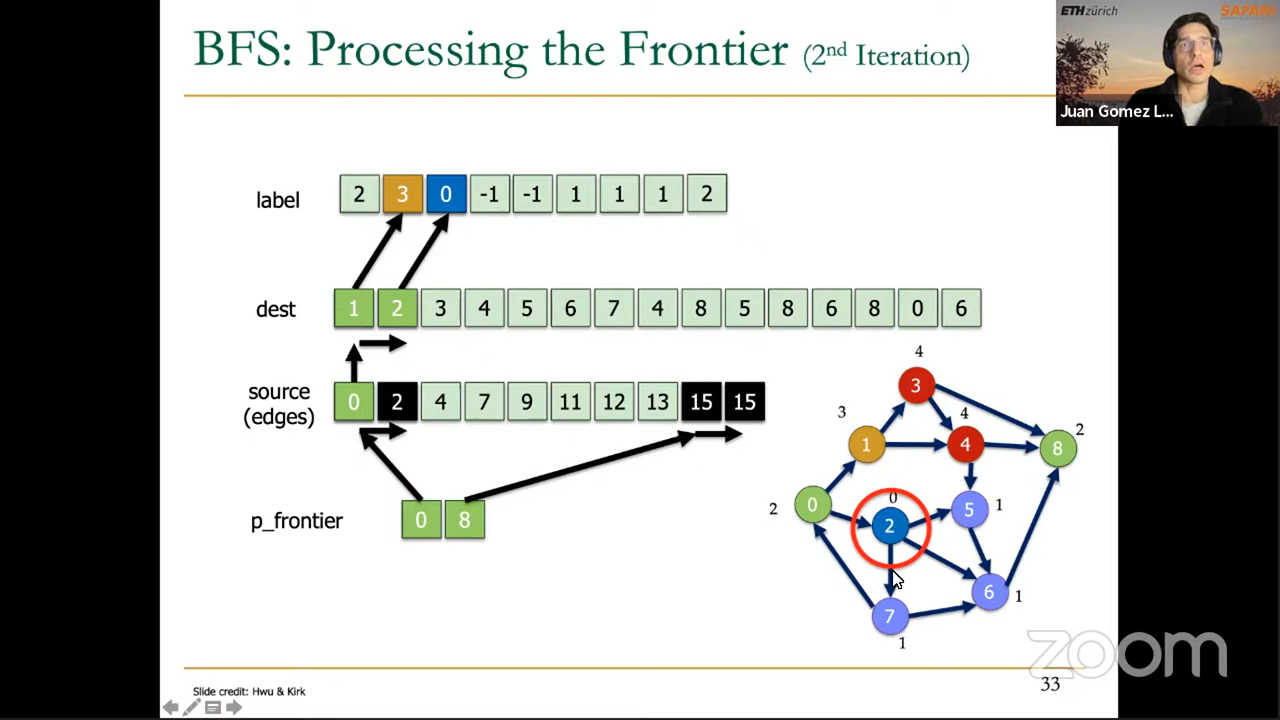 BFS: Processing the Frontier (2nd Iteration)
ETH zürich
SAFARI
Juan Gomez L...
label 2 3 0 -1 -1 1 1 1 2
dest 1 2 3 4 5 6 7 4 8 5 8 6 8 0 6
source
(edges)
0 2 4 7 9 11 12 13 15 15
p_frontier 0 8
4
3
3
4
2
1
4
8
0
2
0
5
1
2
6
1
7
1
zoom
Slide credit: Hwu & Kirk
33